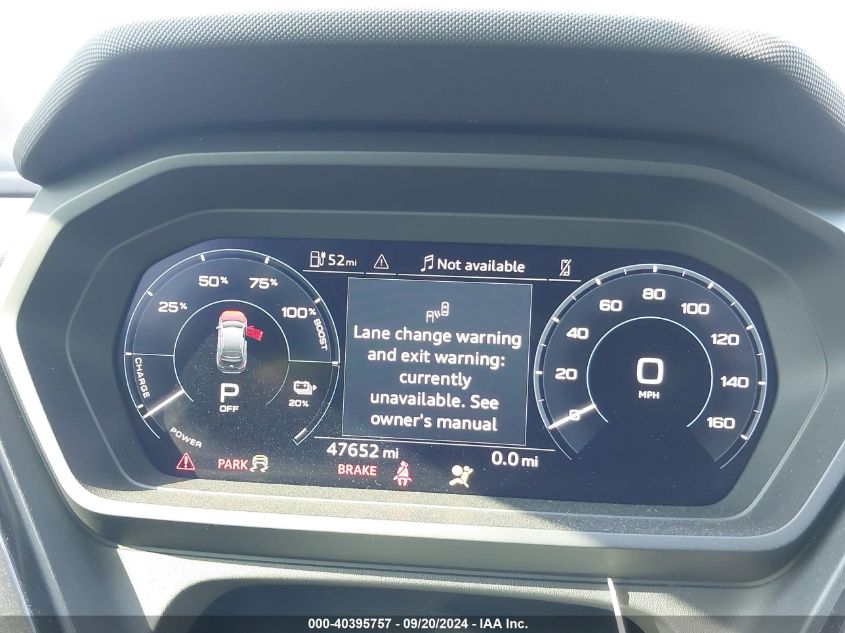 52 mi
Not available
25% 50% 75% 100%
BOOST
CHARGE
POWER
P
OFF
20%
Lane change warning
and exit warning:
currently
unavailable. See
owner's manual
0 20 40 60 80 100 120 140 160
0
MPH
47652 mi
0.0 mi
PARK
BRAKE
000-40395757 - 09/20/2024 - IAA Inc.